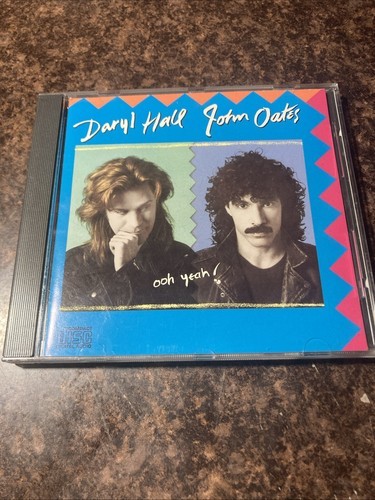 Daryl Hall John Oates
ooh yeah!